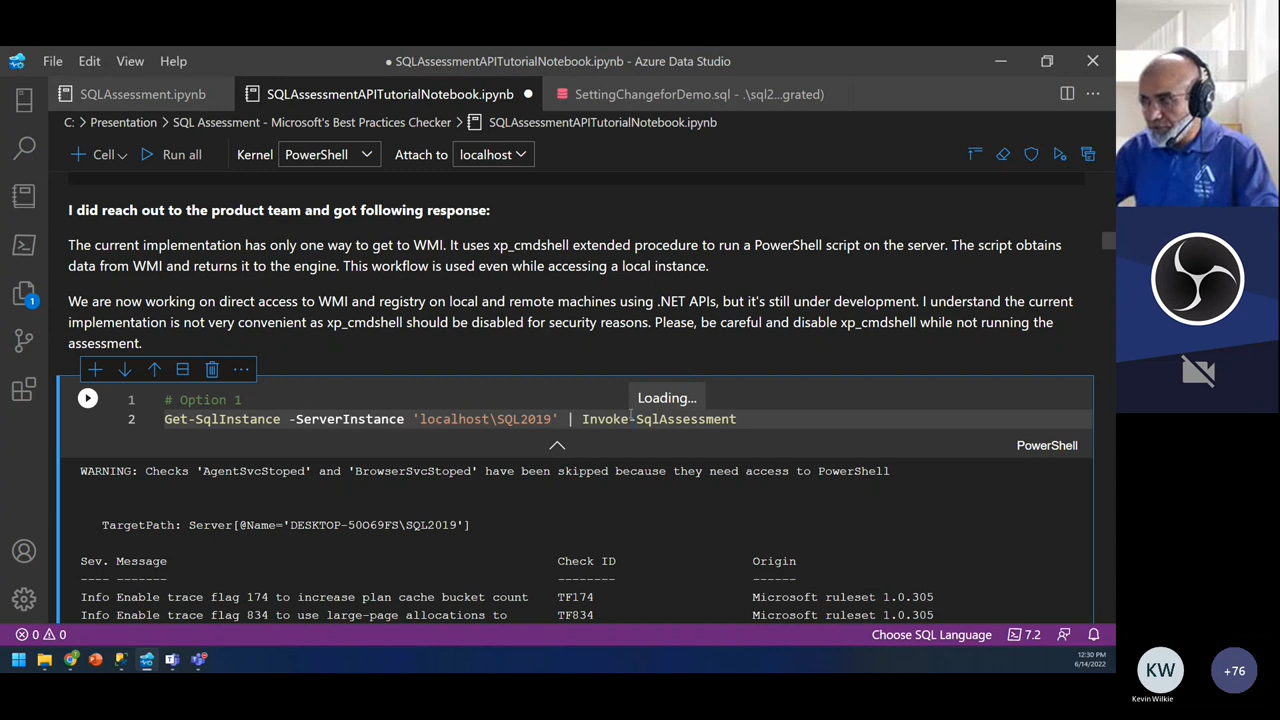 File Edit View Help
● SQLAssessmentAPITutorialNotebook.ipynb - Azure Data Studio
SQLAssessment.ipynb
SQLAssessmentAPITutorialNotebook.ipynb
SettingChangeforDemo.sql - .\sql2...grated)
C: > Presentation > SQL Assessment - Microsoft's Best Practices Checker > SQLAssessmentAPITutorialNotebook.ipynb
Cell Run all Kernel PowerShell Attach to localhost
I did reach out to the product team and got following response:
The current implementation has only one way to get to WMI. It uses xp_cmdshell extended procedure to run a PowerShell script on the server. The script obtains
data from WMI and returns it to the engine. This workflow is used even while accessing a local instance.
We are now working on direct access to WMI and registry on local and remote machines using .NET APIs, but it's still under development. I understand the current
implementation is not very convenient as xp_cmdshell should be disabled for security reasons. Please, be careful and disable xp_cmdshell while not running the
assessment.
Loading...
1 # Option 1
2 Get-SqlInstance -ServerInstance 'localhost\SQL2019' | Invoke-SqlAssessment
PowerShell
WARNING: Checks 'AgentSvcStoped' and 'BrowserSvcStoped' have been skipped because they need access to PowerShell
TargetPath: Server[@Name='DESKTOP-50O69FS\SQL2019']
Sev. Message Check ID Origin
---- ------- -------- ------
Info Enable trace flag 174 to increase plan cache bucket count TF174 Microsoft ruleset 1.0.305
Info Enable trace flag 834 to use large-page allocations to TF834 Microsoft ruleset 1.0.305
1
0 0 Choose SQL Language 7.2
12:30 PM
6/14/2022
KW
Kevin Wilkie
+76